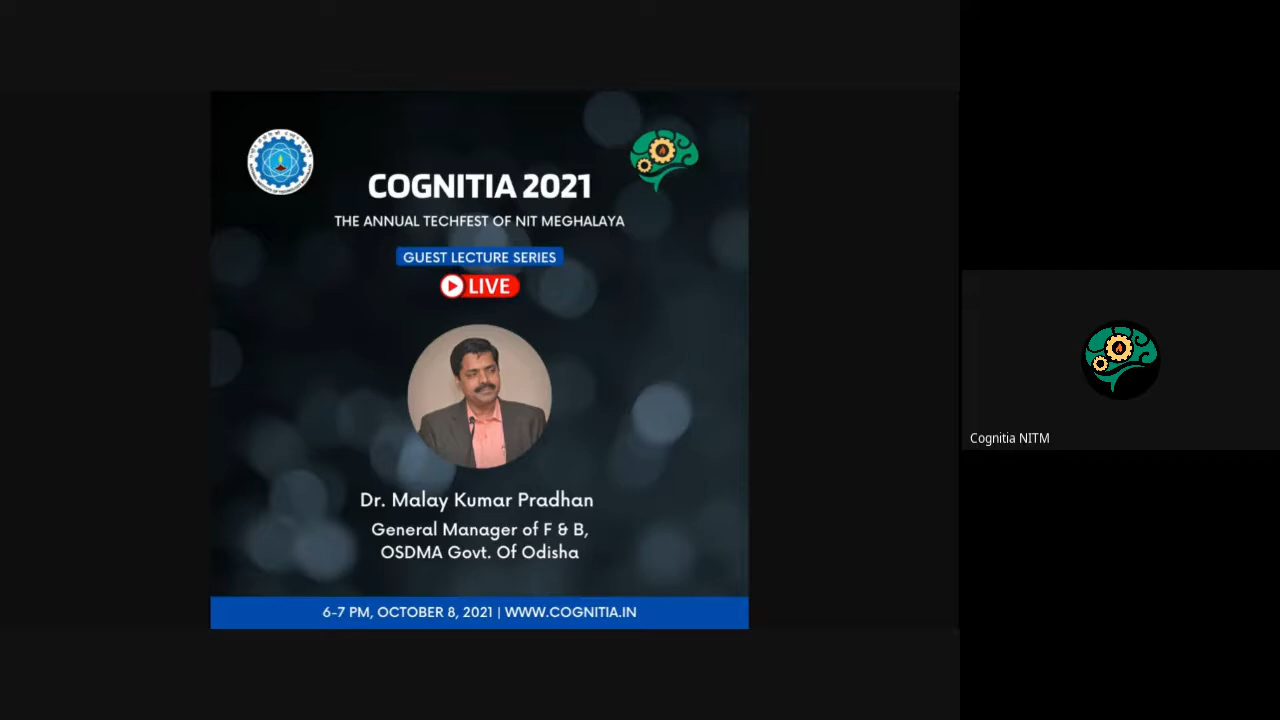 COGNITIA 2021
THE ANNUAL TECHFEST OF NIT MEGHALAYA
GUEST LECTURE SERIES
LIVE
Dr. Malay Kumar Pradhan
General Manager of F & B,
OSDMA Govt. Of Odisha
6-7 PM, OCTOBER 8, 2021 | WWW.COGNITIA.IN
Cognitia NITM